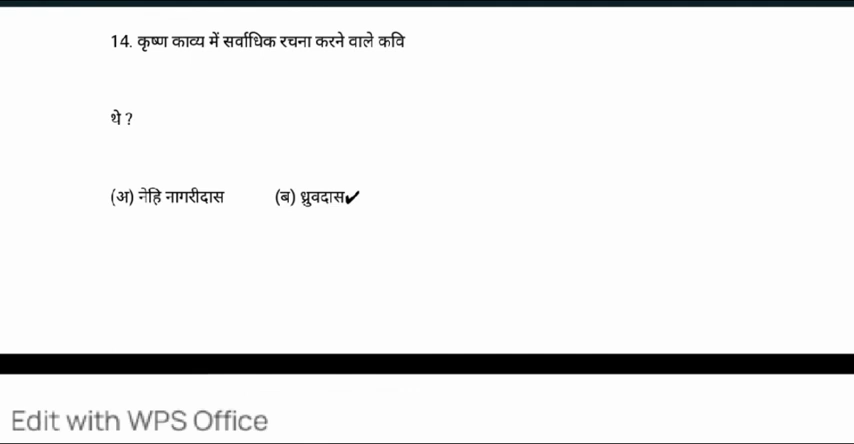 14. कृष्ण काव्य में सर्वाधिक रचना करने वाले कवि
थे ?
(अ) नेहि नागरीदास (ब) ध्रुवदास✔
Edit with WPS Office